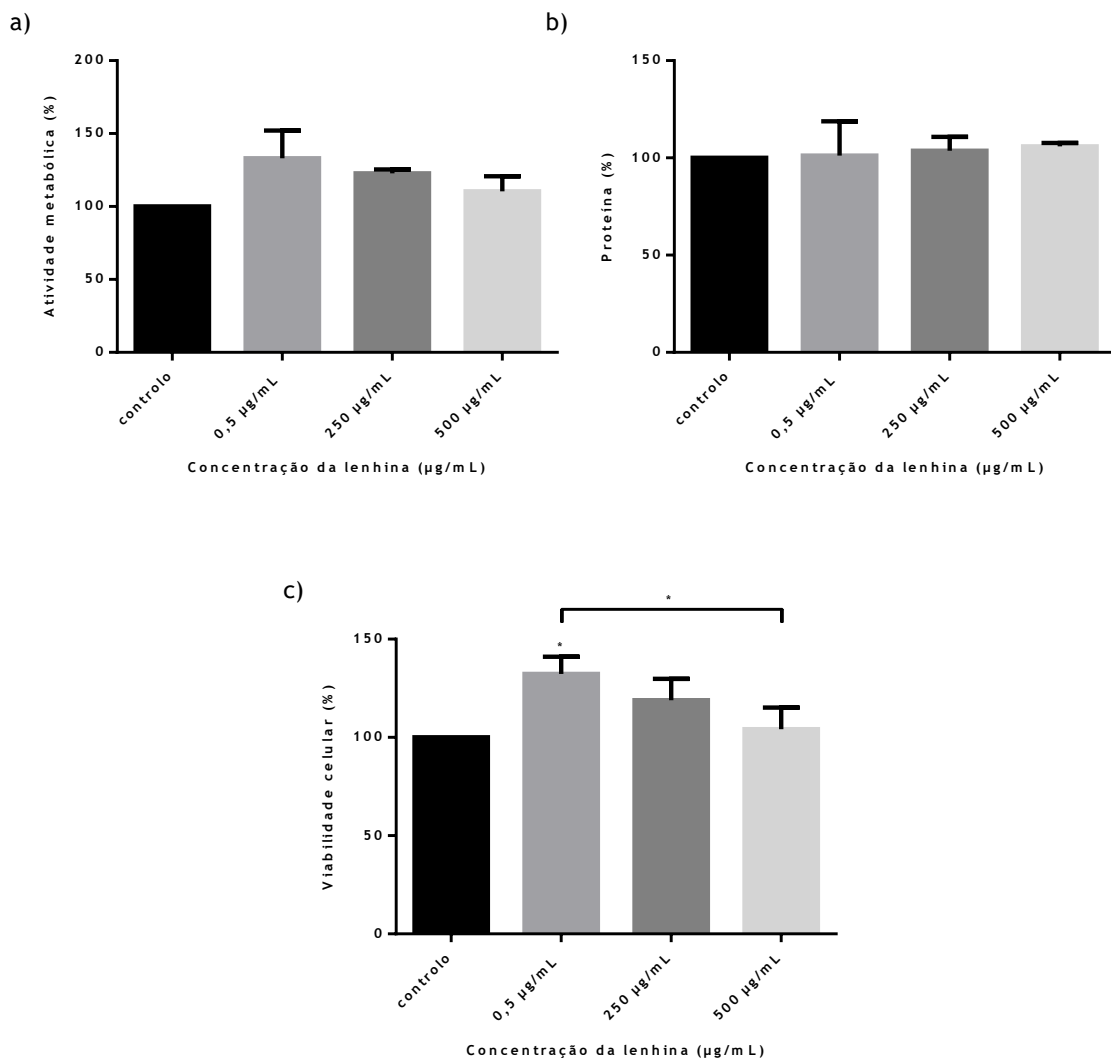 a)
Atividade metabólica (%)
200
150
100
50
0
controlo
0,5 µg/mL
250 µg/mL
500 µg/mL
Concentração da lenhina (µg/mL)
b)
Proteína (%)
150
100
50
0
controlo
0,5 µg/mL
250 µg/mL
500 µg/mL
Concentração da lenhina (µg/mL)
c)
*
*
Viabilidade celular (%)
150
100
50
0
controlo
0,5 µg/mL
250 µg/mL
500 µg/mL
Concentração da lenhina (µg/mL)